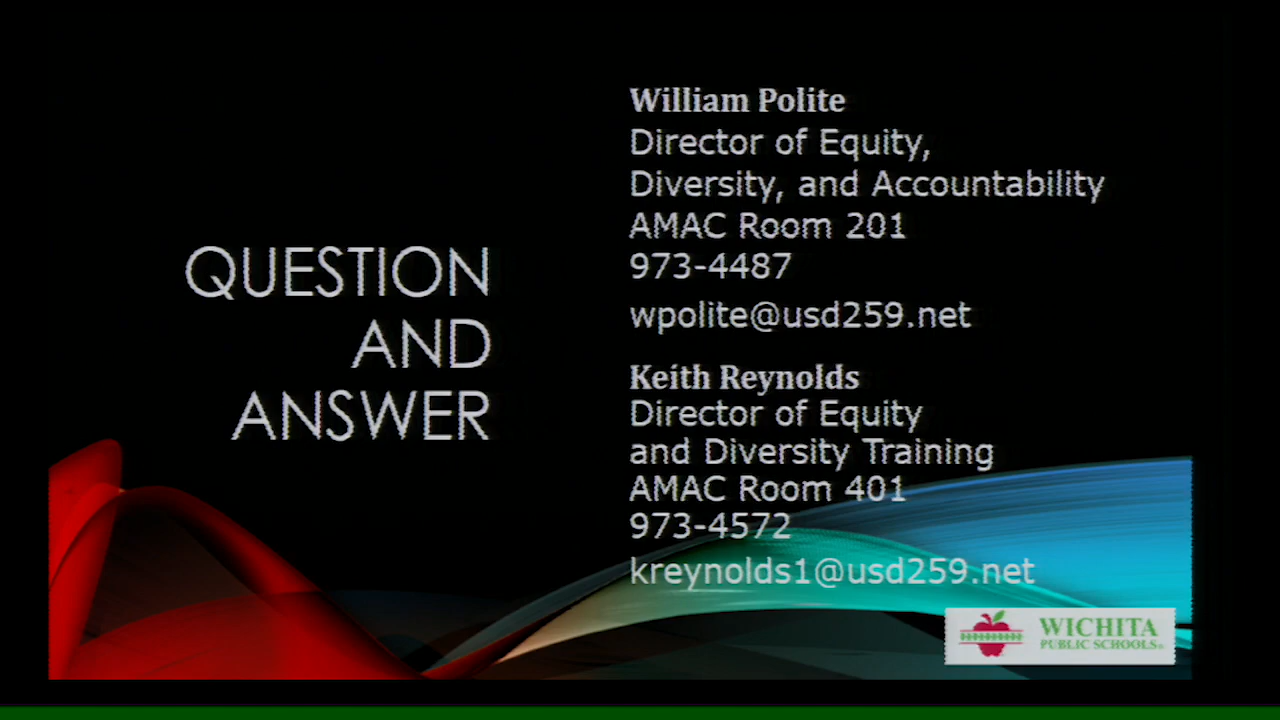 QUESTION
AND
ANSWER
William Polite
Director of Equity,
Diversity, and Accountability
AMAC Room 201
973-4487
wpolite@usd259.net
Keith Reynolds
Director of Equity
and Diversity Training
AMAC Room 401
973-4572
kreynolds1@usd259.net
WICHITA
PUBLIC SCHOOLS